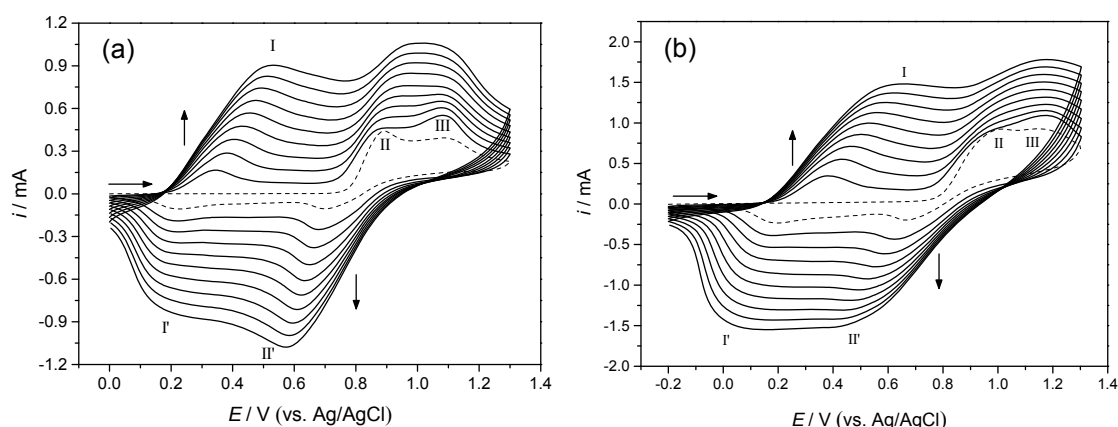 (a)
I
II
III
I'
II'
1.2
0.9
0.6
0.3
0.0
-0.3
-0.6
-0.9
-1.2
i / mA
0.0 0.2 0.4 0.6 0.8 1.0 1.2 1.4
E / V (vs. Ag/AgCl)
(b)
I
II III
I' II'
2.0
1.5
1.0
0.5
0.0
-0.5
-1.0
-1.5
-2.0
i / mA
-0.2 0.0 0.2 0.4 0.6 0.8 1.0 1.2 1.4
E / V (vs. Ag/AgCl)